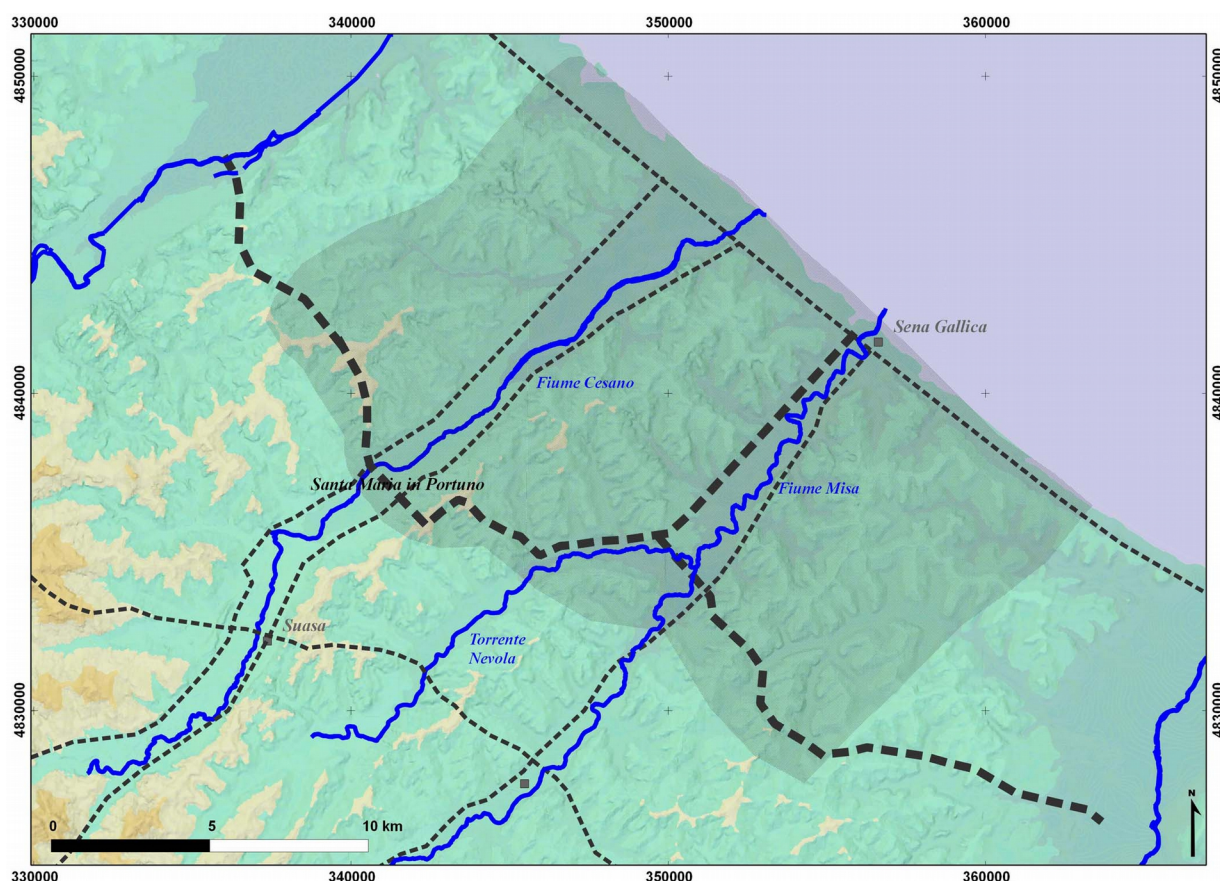 330000 340000 350000 360000
4850000 4850000
Sena Gallica
Fiume Cesano
4840000 4840000
Santa Maria in Portuno
Fiume Misa
Suasa
Torrente
Nevola
4830000 4830000
0 5 10 km
N
330000 340000 350000 360000